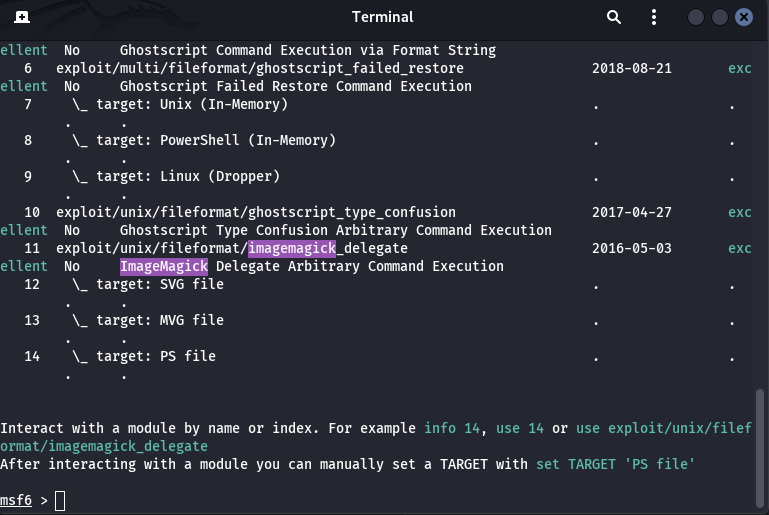 Terminal
ellent  No     Ghostscript Command Execution via Format String
   6   exploit/multi/fileformat/ghostscript_failed_restore                2018-08-21       exc
ellent  No     Ghostscript Failed Restore Command Execution
   7     \_ target: Unix (In-Memory)                                      .                .
        .      .
   8     \_ target: PowerShell (In-Memory)                                .                .
        .      .
   9     \_ target: Linux (Dropper)                                       .                .
        .      .
   10  exploit/unix/fileformat/ghostscript_type_confusion                 2017-04-27       exc
ellent  No     Ghostscript Type Confusion Arbitrary Command Execution
   11  exploit/unix/fileformat/imagemagick_delegate                       2016-05-03       exc
ellent  No     ImageMagick Delegate Arbitrary Command Execution
   12    \_ target: SVG file                                              .                .
        .      .
   13    \_ target: MVG file                                              .                .
        .      .
   14    \_ target: PS file                                               .                .
        .      .
Interact with a module by name or index. For example info 14, use 14 or use exploit/unix/filef
ormat/imagemagick_delegate
After interacting with a module you can manually set a TARGET with set TARGET 'PS file'
msf6 >